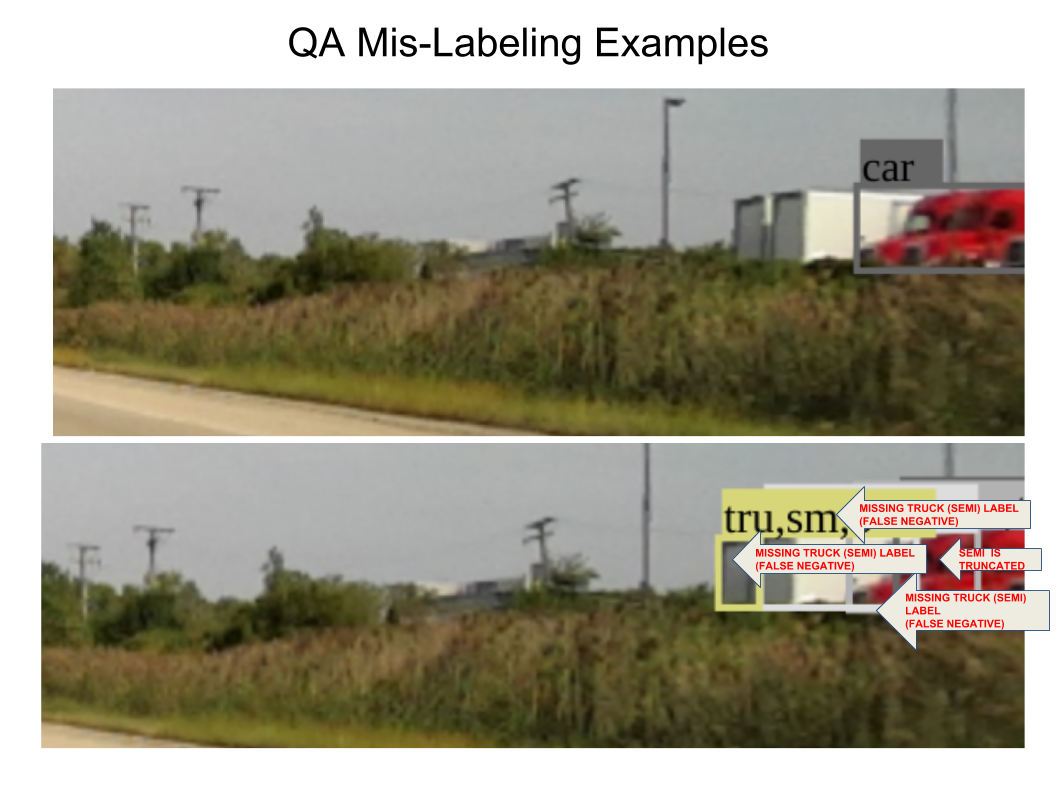 QA Mis-Labeling Examples
car
tru,sm,
MISSING TRUCK (SEMI) LABEL
(FALSE NEGATIVE)
MISSING TRUCK (SEMI) LABEL
(FALSE NEGATIVE)
SEMI IS
TRUNCATED
MISSING TRUCK (SEMI)
LABEL
(FALSE NEGATIVE)